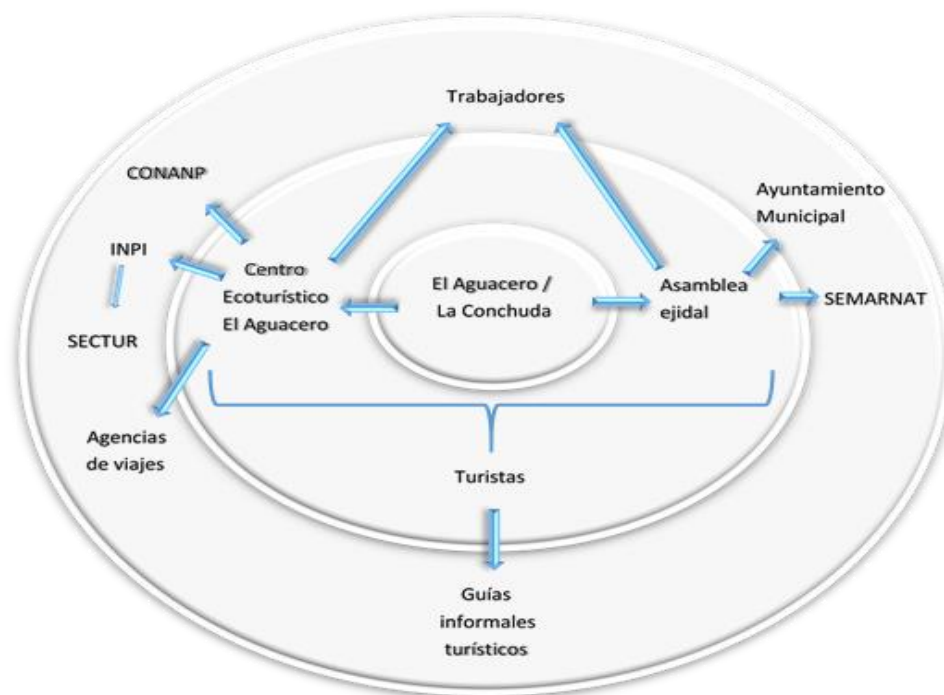 Trabajadores
CONANP
Ayuntamiento
Municipal
INPI
Centro
Ecoturístico
El Aguacero
El Aguacero /
La Conchuda
Asamblea
ejidal
SEMARNAT
SECTUR
Agencias
de viajes
Turistas
Guías
informales
turísticos